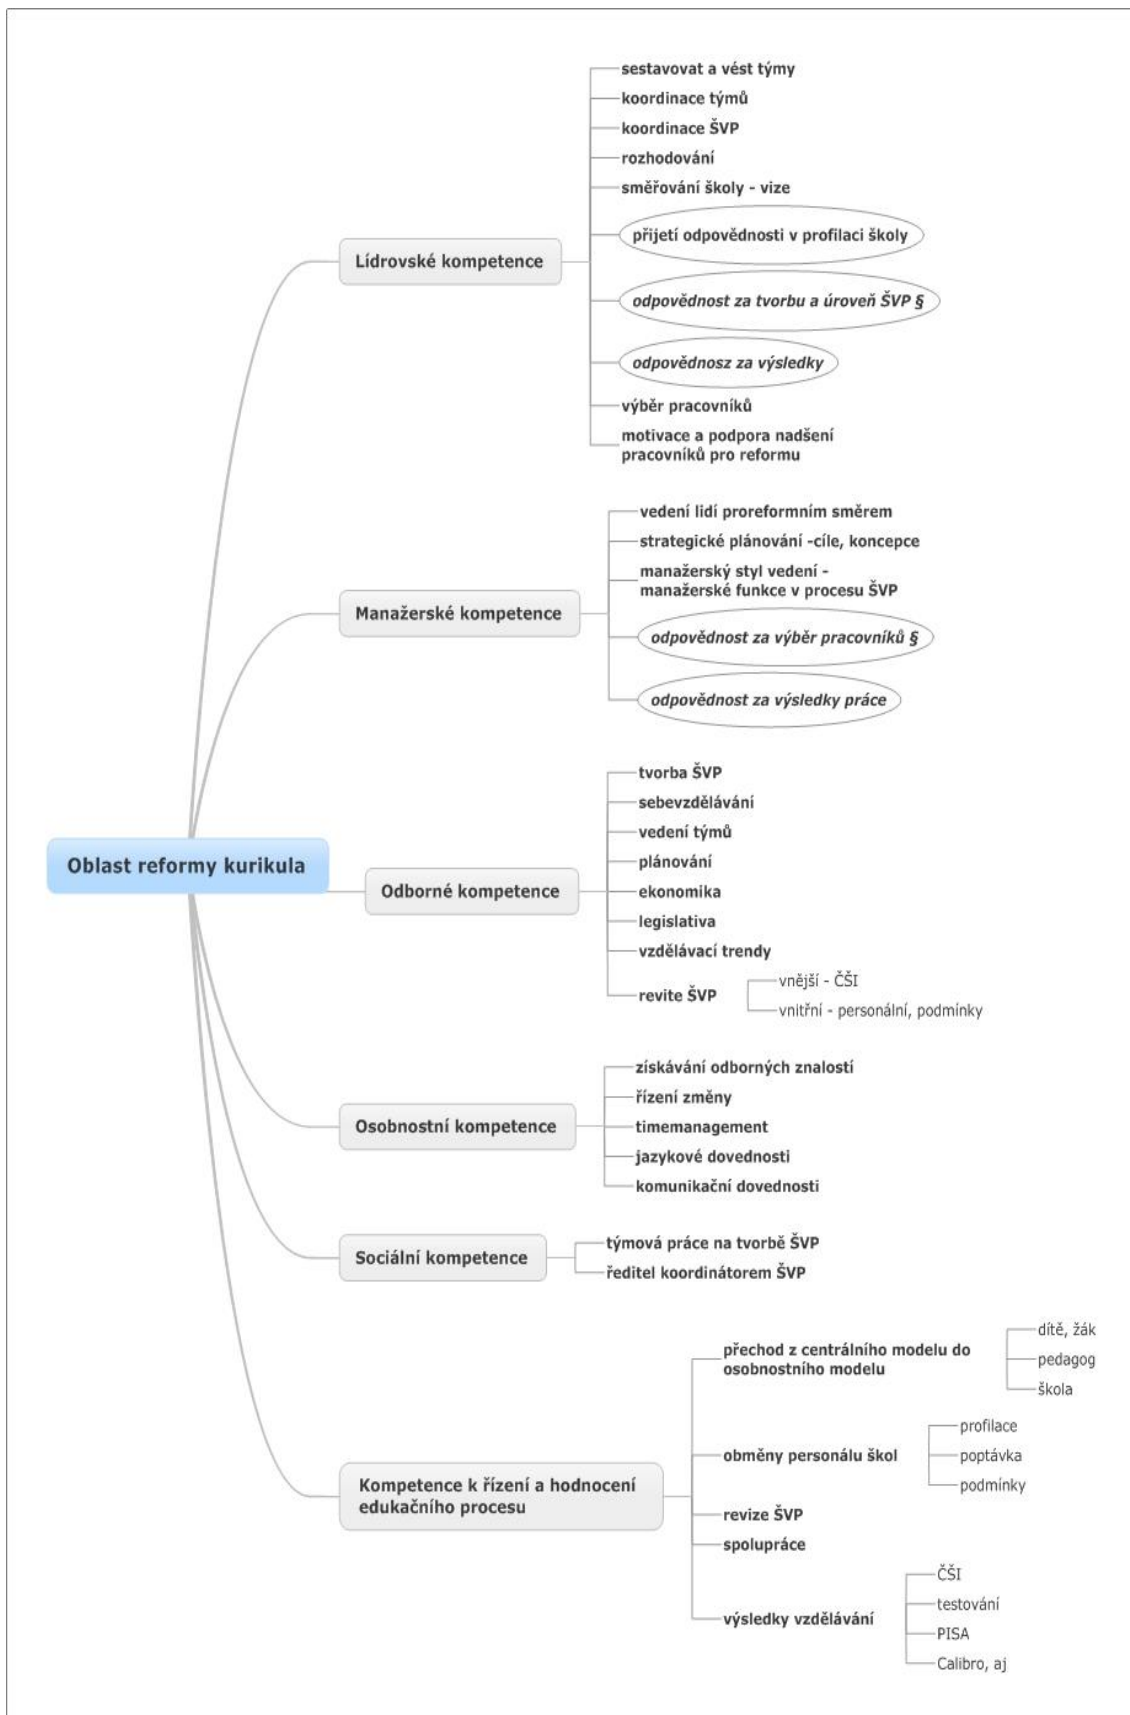 sestavovat a vést týmy
koordinace týmů
koordinace ŠVP
rozhodování
směřování školy - vize
přijetí odpovědnosti v profilaci školy
Lídrovské kompetence
odpovědnost za tvorbu a úroveň ŠVP §
odpovědnosz za výsledky
výběr pracovníků
motivace a podpora nadšení
pracovníků pro reformu
vedení lidí proreformním směrem
strategické plánování -cíle, koncepce
manažerský styl vedení -
manažerské funkce v procesu ŠVP
Manažerské kompetence
odpovědnost za výběr pracovníků §
odpovědnost za výsledky práce
tvorba ŠVP
sebevzdělávání
vedení týmů
plánování
Oblast reformy kurikula
Odborné kompetence
ekonomika
legislativa
vzdělávací trendy
revite ŠVP
vnější - ČŠI
vnitřní - personální, podmínky
získávání odborných znalostí
řízení změny
Osobnostní kompetence
timemanagement
jazykové dovednosti
komunikační dovednosti
Sociální kompetence
týmová práce na tvorbě ŠVP
ředitel koordinátorem ŠVP
přechod z centrálního modelu do
osobnostního modelu
dítě, žák
pedagog
škola
obměny personálu škol
profilace
poptávka
podmínky
Kompetence k řízení a hodnocení
edukačního procesu
revize ŠVP
spolupráce
výsledky vzdělávání
ČŠI
testování
PISA
Calibro, aj